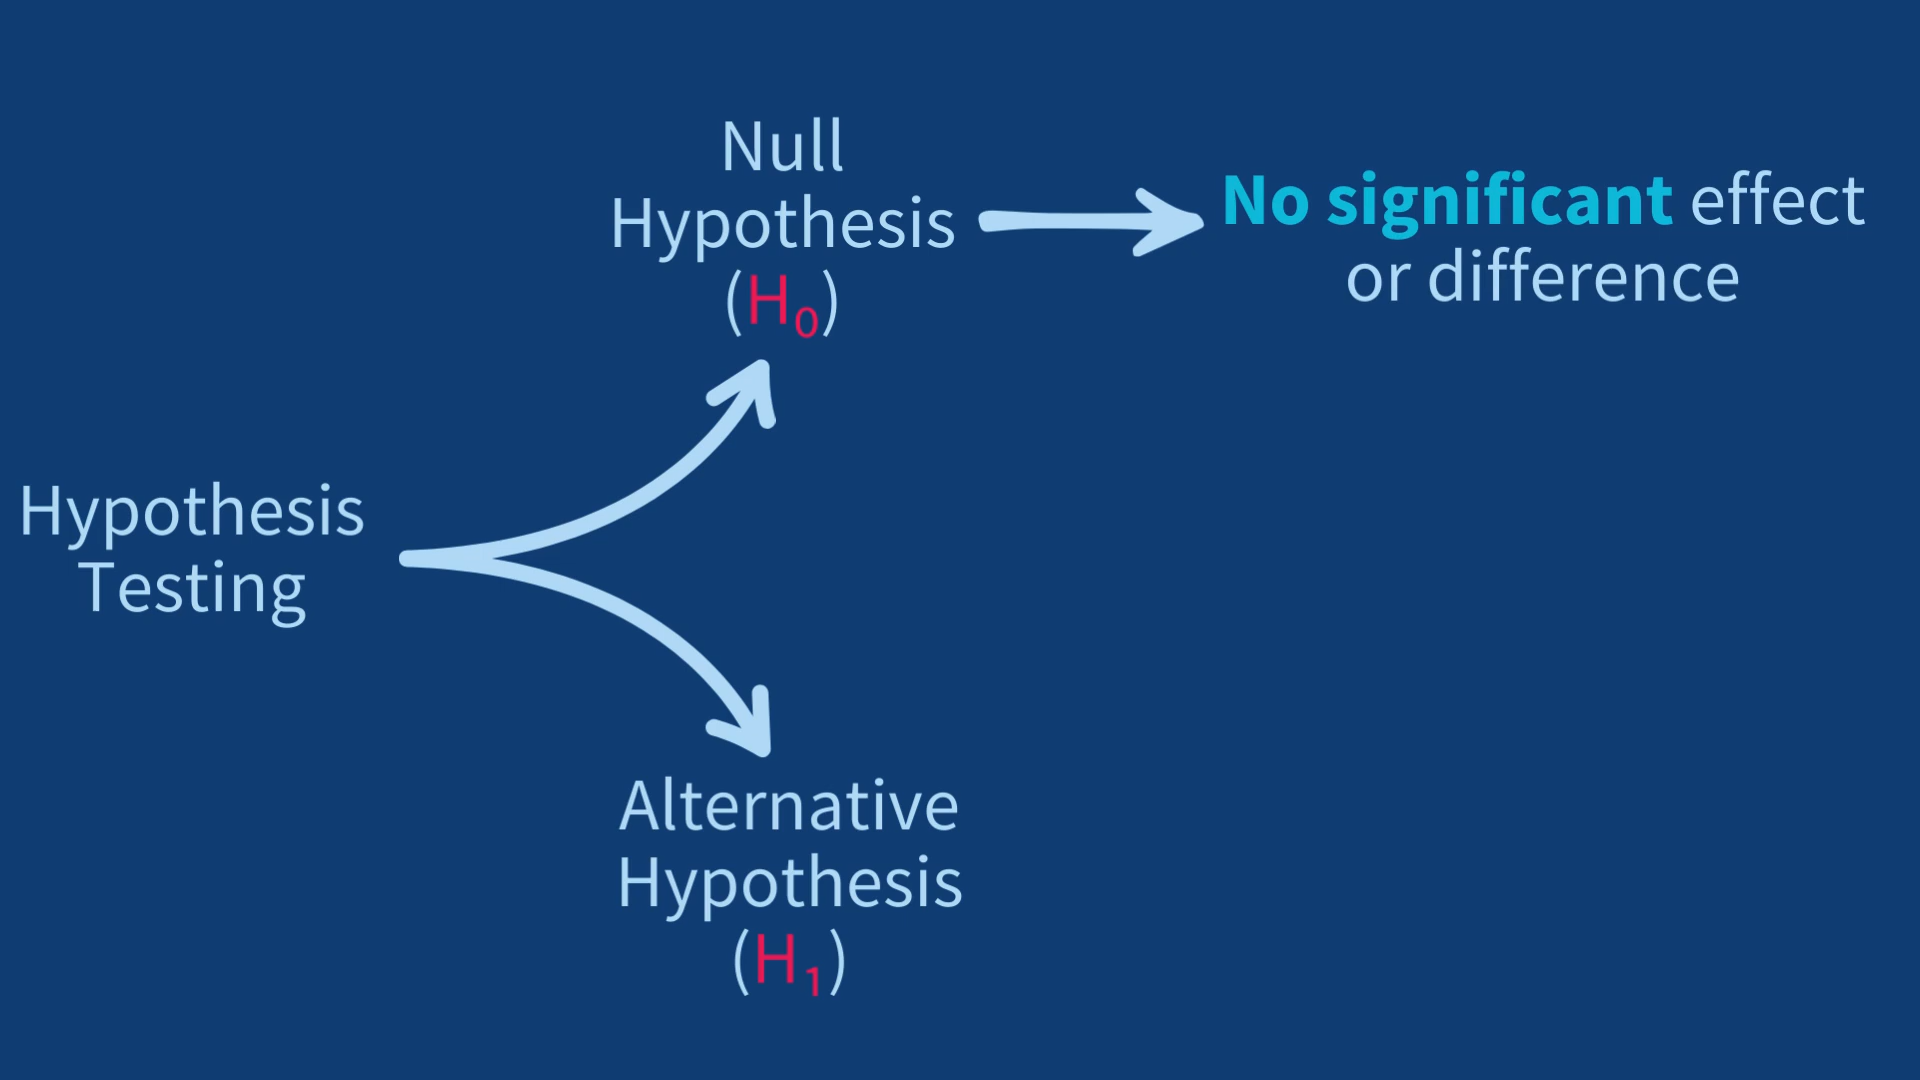 Null
Hypothesis
(H₀)
No significant effect
or difference
Hypothesis
Testing
Alternative
Hypothesis
(H₁)